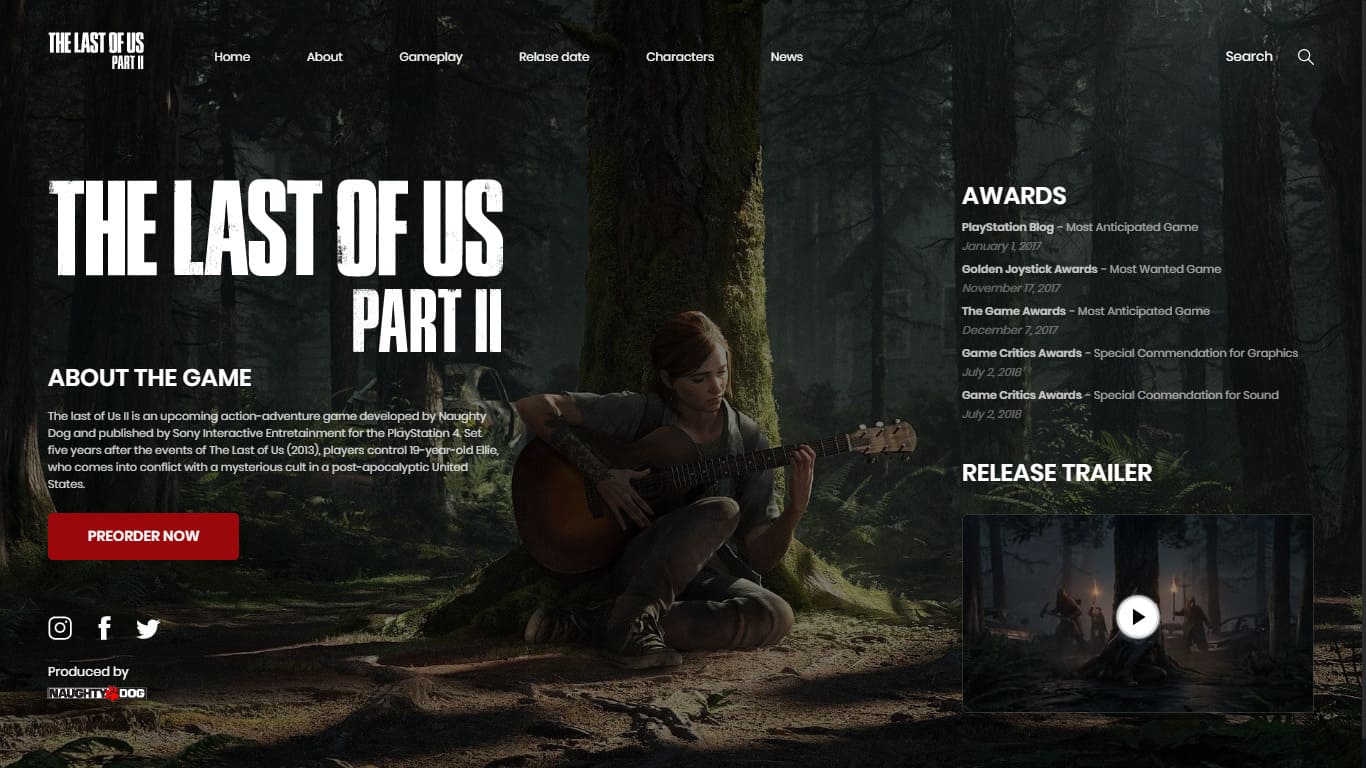 THE LAST OF US
PART II
Home
About
Gameplay
Relase date
Characters
News
Search
THE LAST OF US
PART II
ABOUT THE GAME
The last of Us II is an upcoming action-adventure game developed by Naughty
Dog and published by Sony Interactive Entretainment for the PlayStation 4. Set
five years after the events of The Last of Us (2013), players control 19-year-old Ellie,
who comes into conflict with a mysterious cult in a post-apocalyptic United
States.
PREORDER NOW
Produced by
NAUGHTY DOG
AWARDS
PlayStation Blog - Most Anticipated Game
January 1, 2017
Golden Joystick Awards - Most Wanted Game
November 17, 2017
The Game Awards - Most Anticipated Game
December 7, 2017
Game Critics Awards - Special Commendation for Graphics
July 2, 2018
Game Critics Awards - Special Coomendation for Sound
July 2, 2018
RELEASE TRAILER